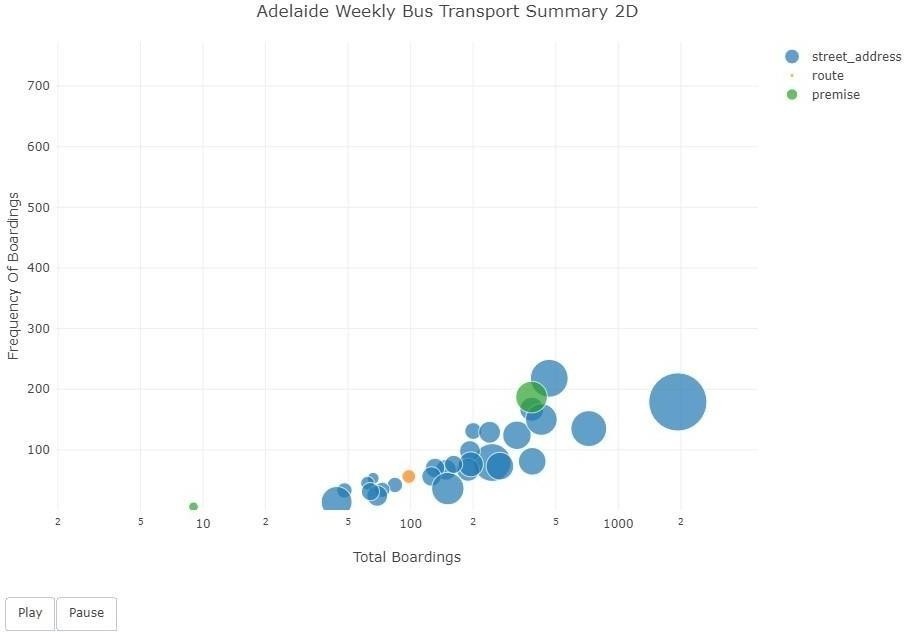 Adelaide Weekly Bus Transport Summary 2D
street_address
route
premise
700
600
500
400
300
200
100
Frequency Of Boardings
2 5 10 2 5 100 2 5 1000 2
Total Boardings
Play Pause